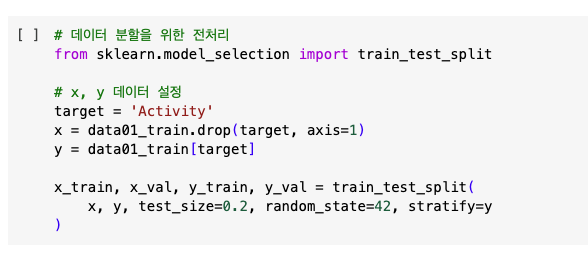 [ ] # 데이터 분할을 위한 전처리
from sklearn.model_selection import train_test_split
# x, y 데이터 설정
target = 'Activity'
x = data01_train.drop(target, axis=1)
y = data01_train[target]
x_train, x_val, y_train, y_val = train_test_split(
    x, y, test_size=0.2, random_state=42, stratify=y
)